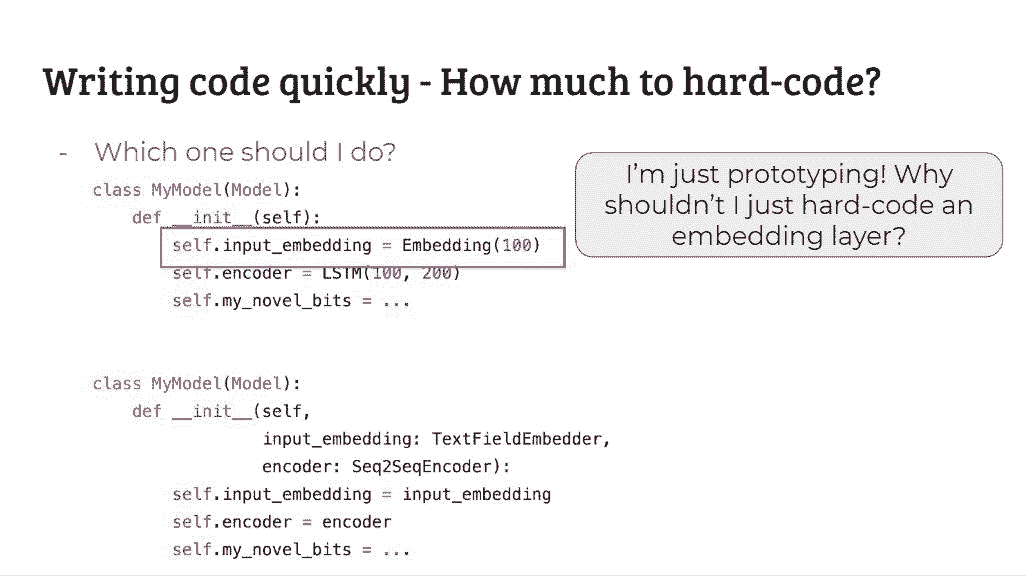 Writing code quickly - How much to hard-code?
- Which one should I do?
I'm just prototyping! Why
shouldn't I just hard-code an
embedding layer?
class MyModel(Model):
def __init__(self):
self.input_embedding = Embedding(100)
self.encoder = LSTM(100, 200)
self.my_novel_bits = ...
class MyModel(Model):
def __init__(self,
input_embedding: TextFieldEmbedder,
encoder: Seq2SeqEncoder):
self.input_embedding = input_embedding
self.encoder = encoder
self.my_novel_bits = ...